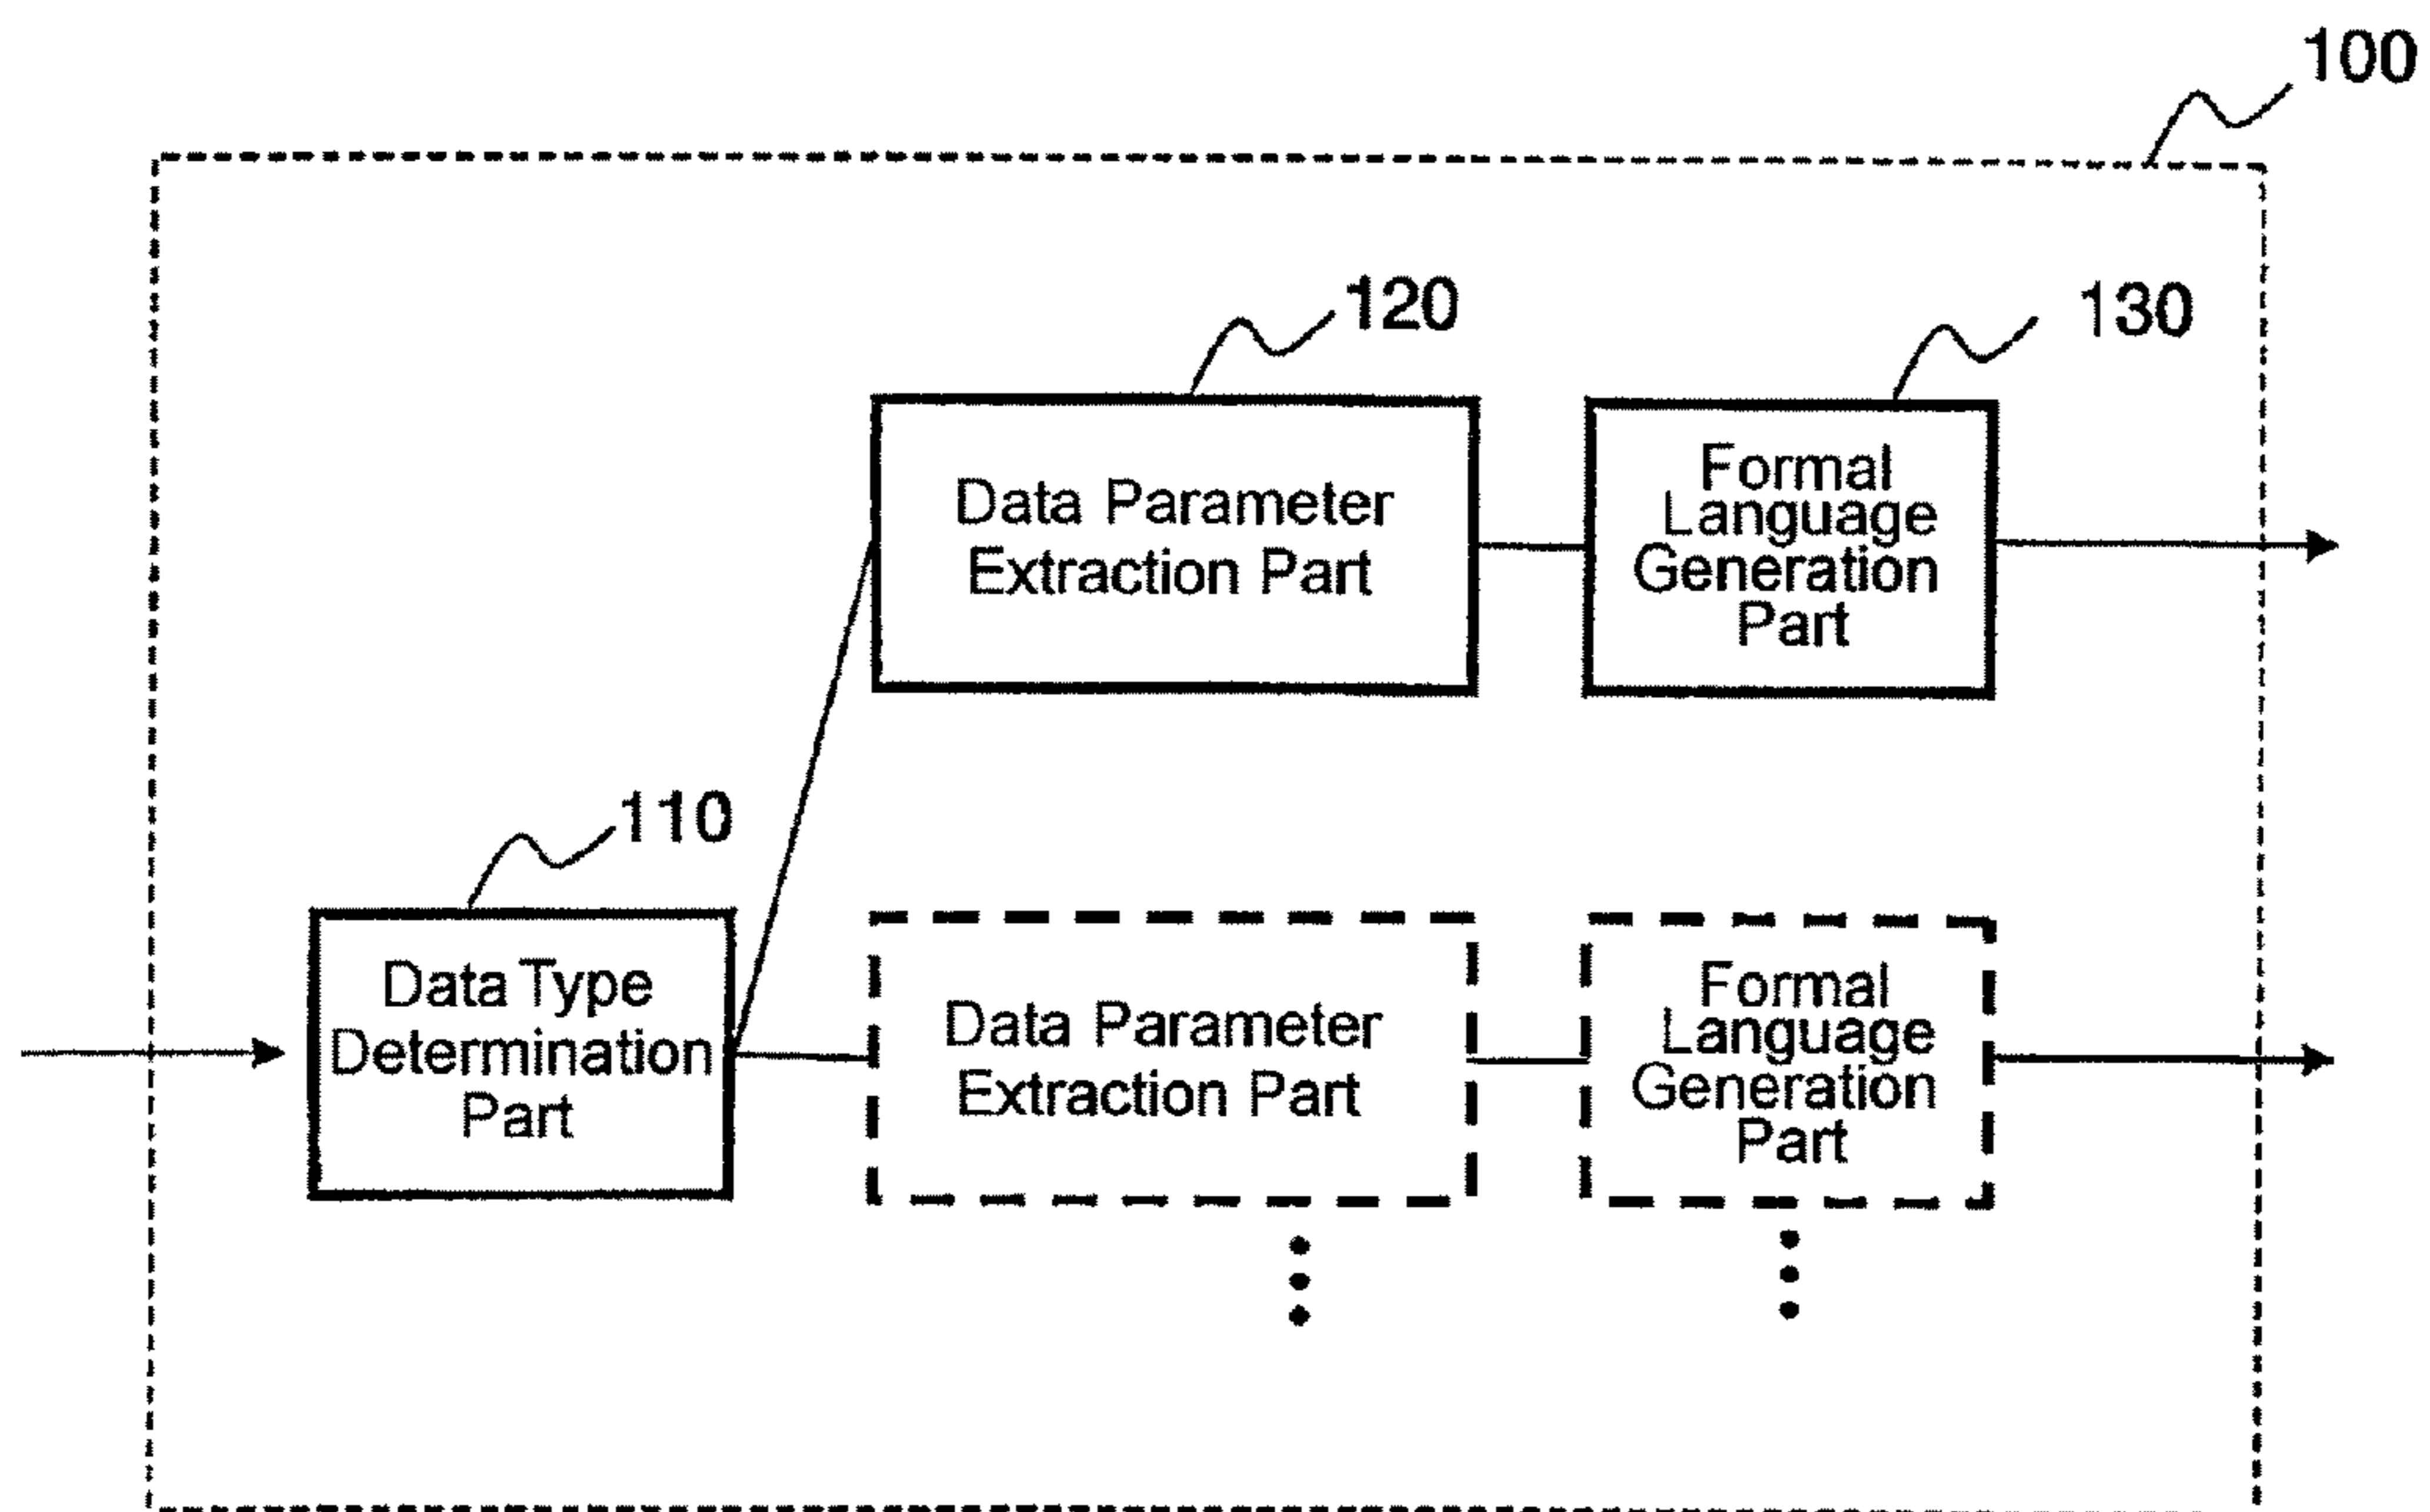 100
120
130
Data Parameter
Extraction Part
Formal
Language
Generation
Part
110
Data Type
Determination
Part
Data Parameter
Extraction Part
Formal
Language
Generation
Part